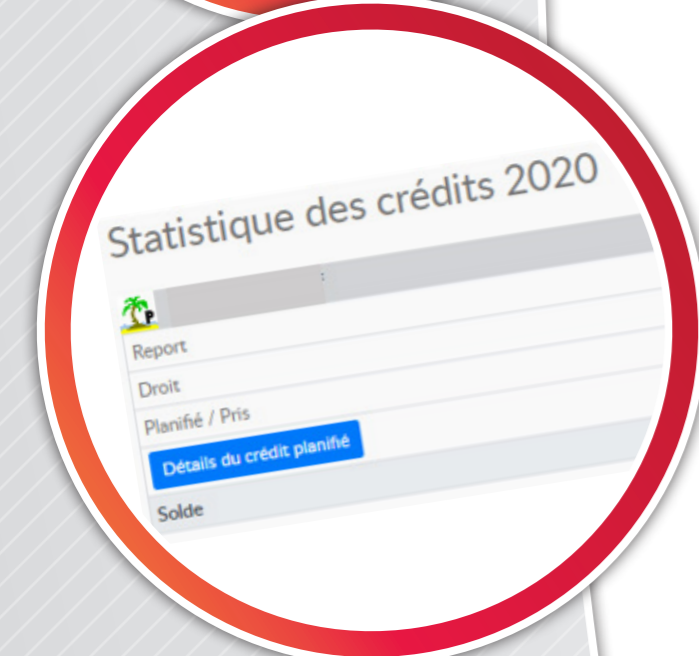 Statistique des crédits 2020
P :
Report
Droit
Planifié / Pris
Détails du crédit planifié
Solde